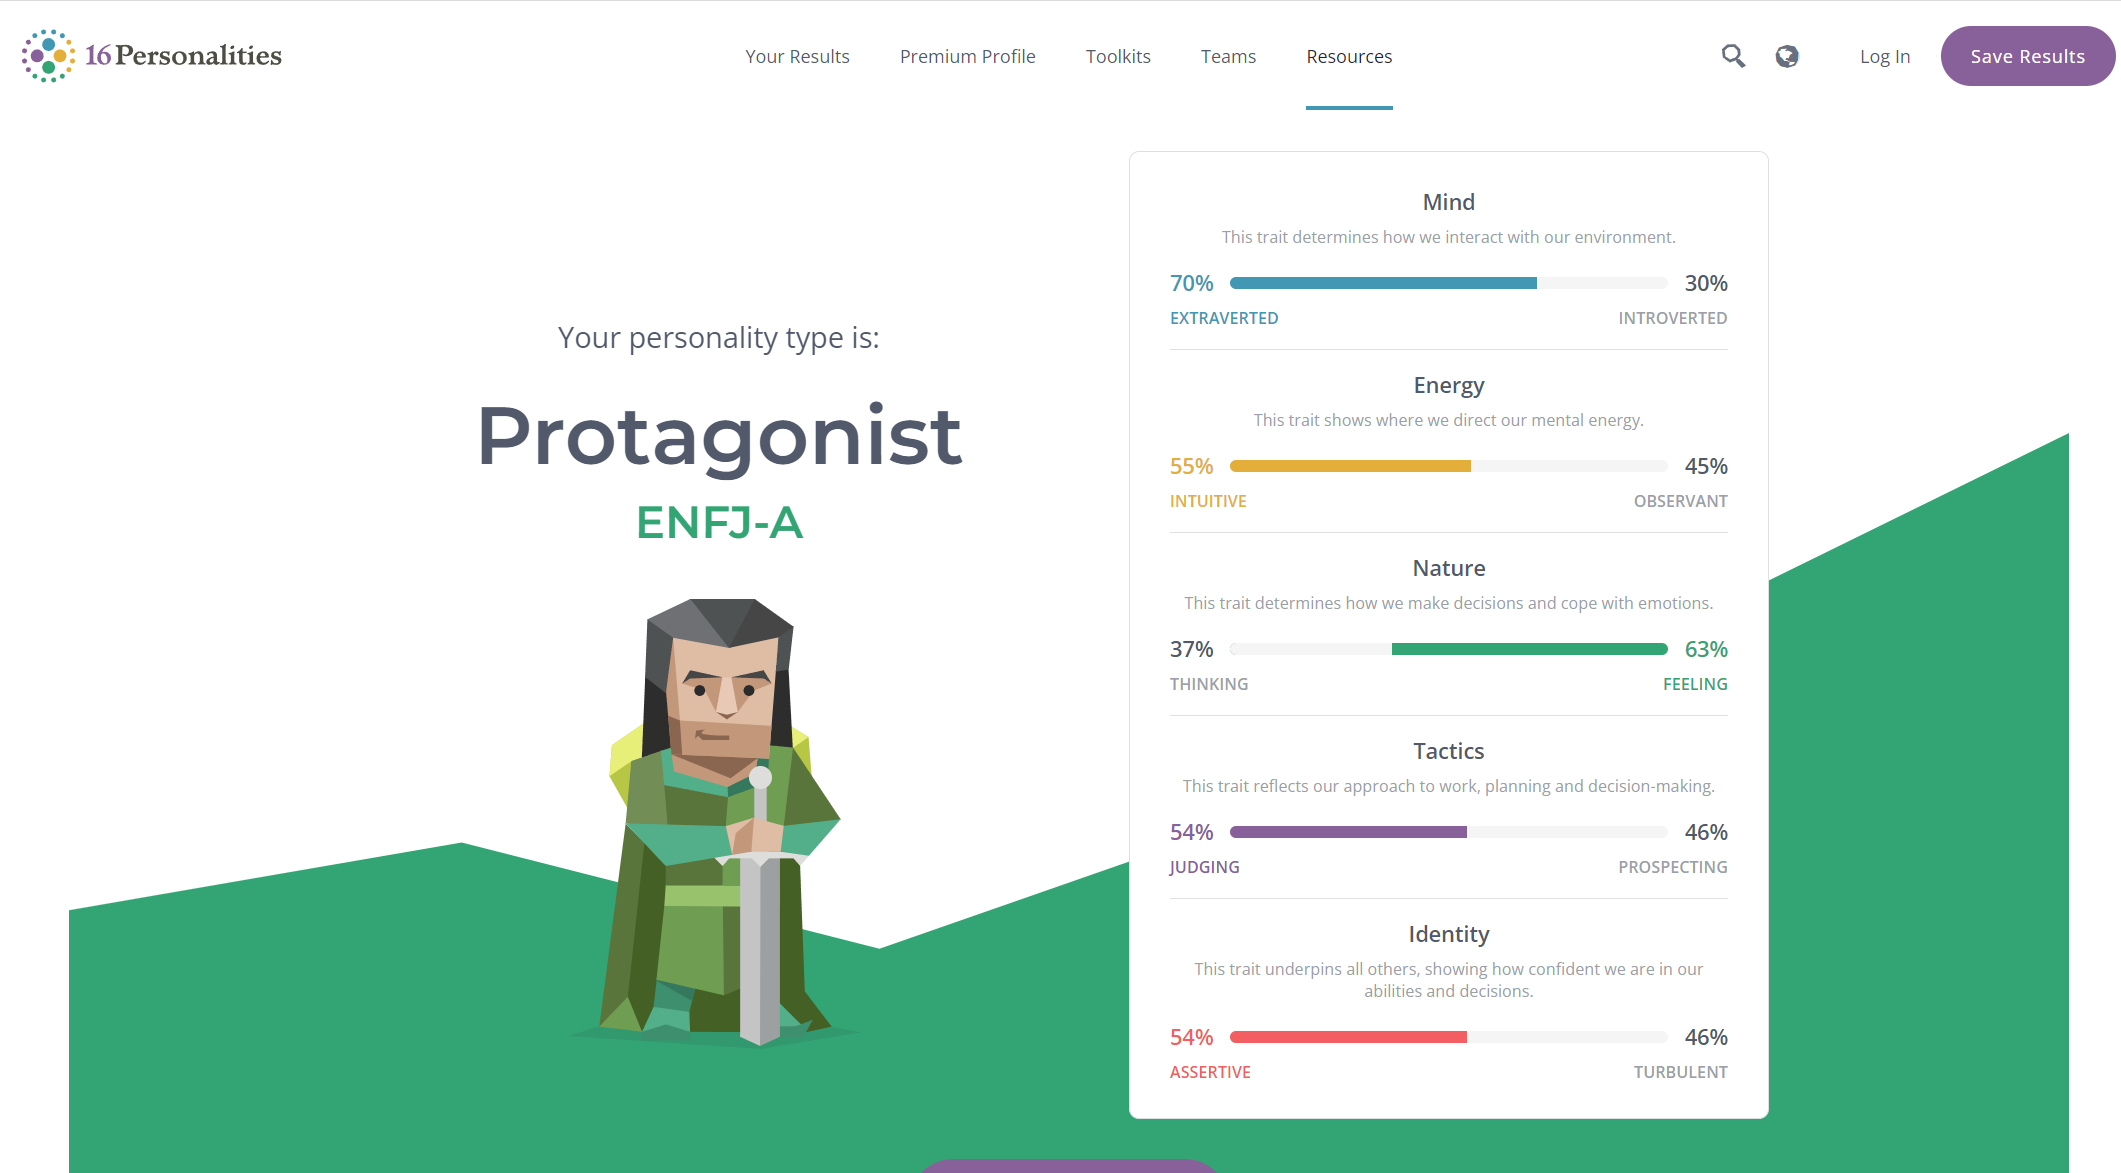 16Personalities
Your Results
Premium Profile
Toolkits
Teams
Resources
Log In
Save Results
Your personality type is:
Protagonist
ENFJ-A
Mind
This trait determines how we interact with our environment.
70% 30%
EXTRAVERTED INTROVERTED
Energy
This trait shows where we direct our mental energy.
55% 45%
INTUITIVE OBSERVANT
Nature
This trait determines how we make decisions and cope with emotions.
37% 63%
THINKING FEELING
Tactics
This trait reflects our approach to work, planning and decision-making.
54% 46%
JUDGING PROSPECTING
Identity
This trait underpins all others, showing how confident we are in our
abilities and decisions.
54% 46%
ASSERTIVE TURBULENT